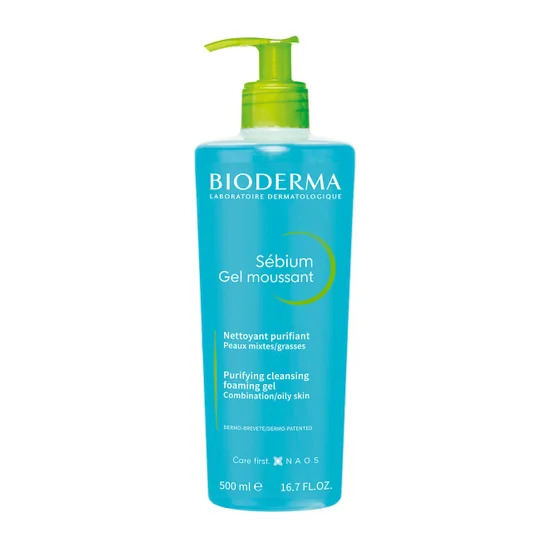 BIODERMA
LABORATOIRE DERMATOLOGIQUE
Sébium
Gel moussant
Nettoyant purifiant
Peaux mixtes/grasses
Purifying cleansing
foaming gel
Combination/oily skin
DERMO-BREVETÉ/DERMO-PATENTED
Care first. NAOS
500 ml ℮ 16.7 FL.OZ.